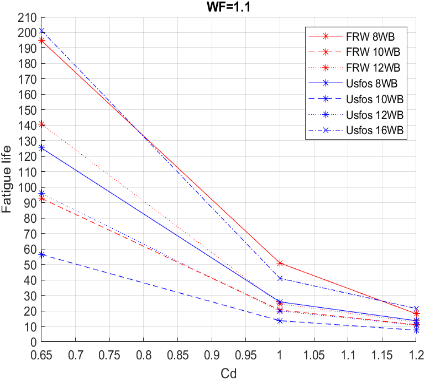 WF=1.1
Fatigue life
210
200
190
180
170
160
150
140
130
120
110
100
90
80
70
60
50
40
30
20
10
0
FRW 8WB
FRW 10WB
FRW 12WB
Usfos 8WB
Usfos 10WB
Usfos 12WB
Usfos 16WB
0.65 0.7 0.75 0.8 0.85 0.9 0.95 1 1.05 1.1 1.15 1.2
Cd